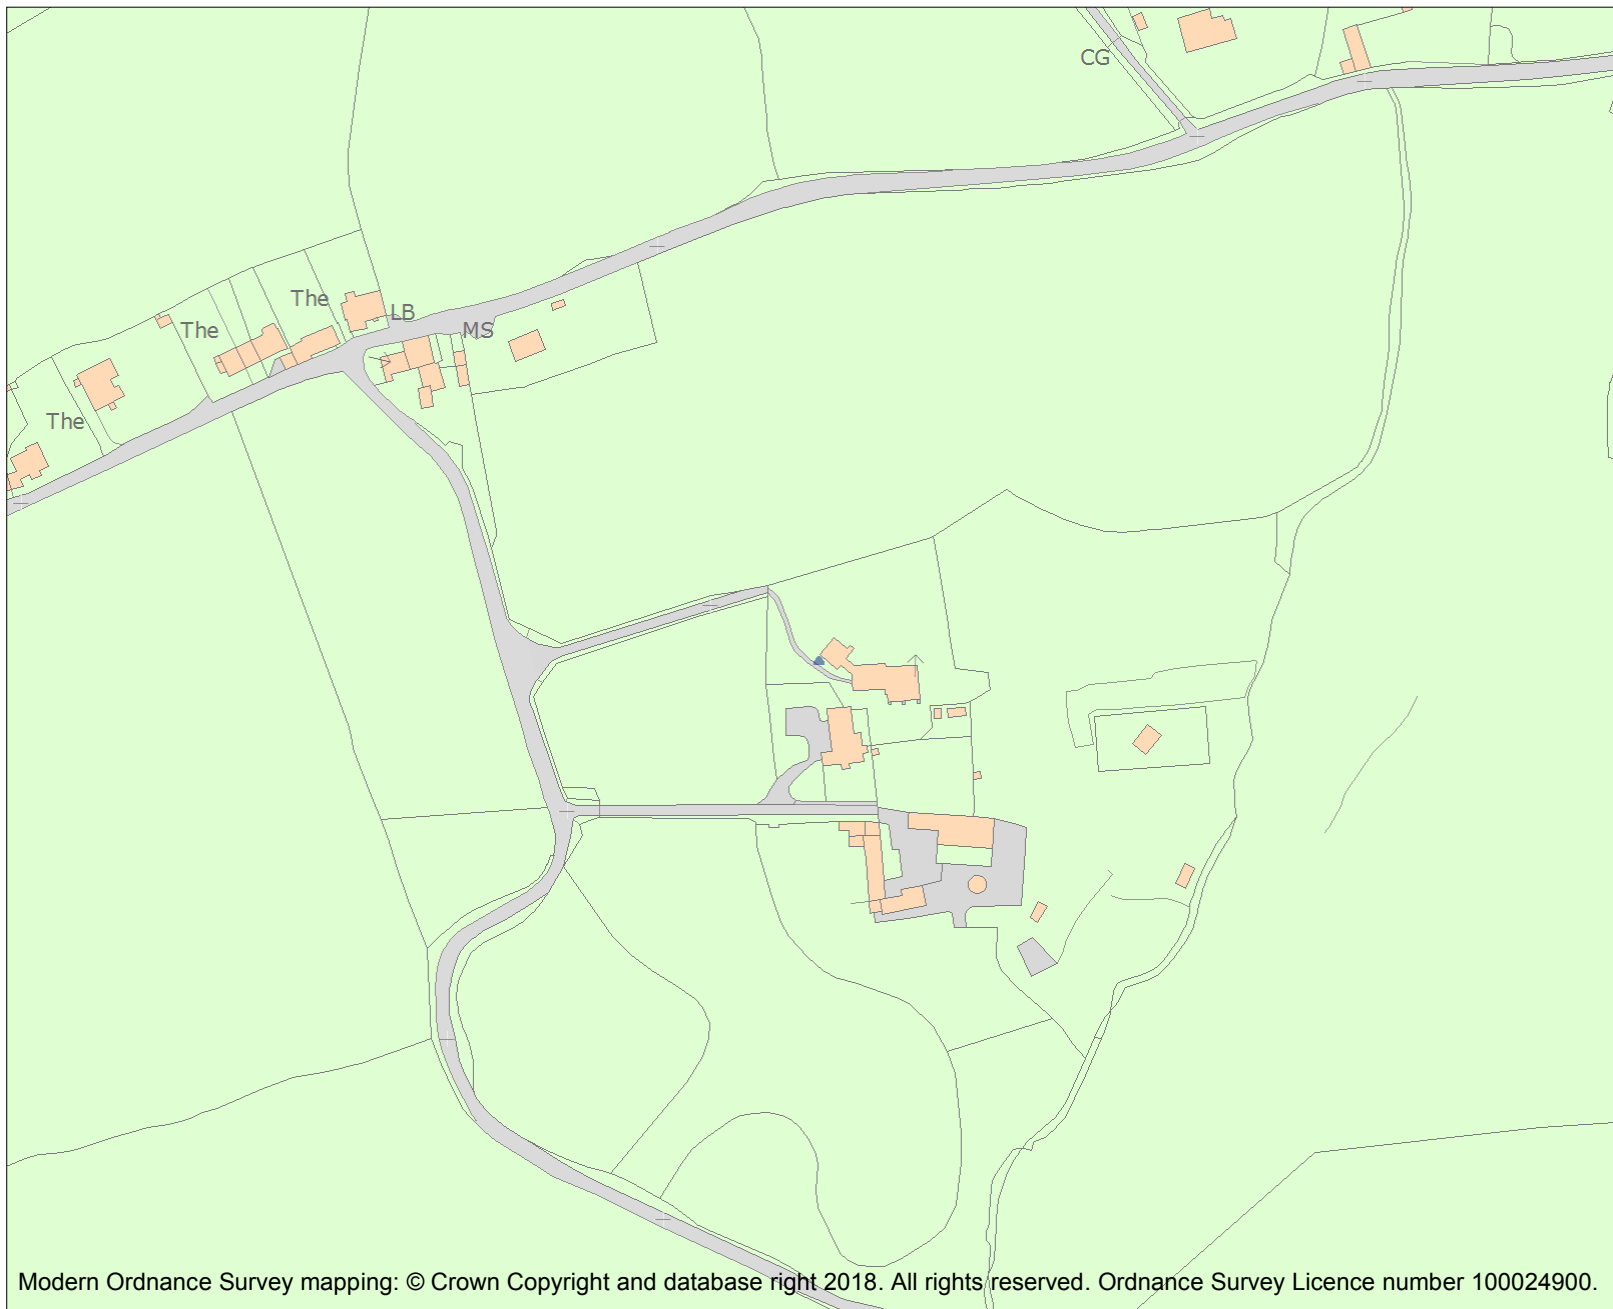 CG
The
LB
The
MS
The
Modern Ordnance Survey mapping: © Crown Copyright and database right 2018. All rights reserved. Ordnance Survey Licence number 100024900.